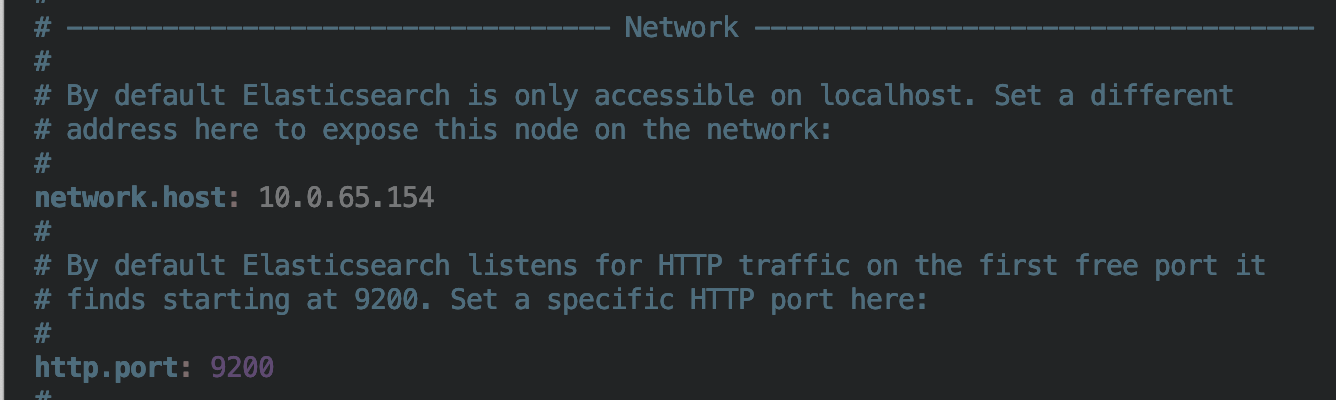 #
# ―――――――――――――――――――――――――――――――――― Network ―――――――――――――――――――――――――――――――――――
#
# By default Elasticsearch is only accessible on localhost. Set a different
# address here to expose this node on the network:
#
network.host: 10.0.65.154
#
# By default Elasticsearch listens for HTTP traffic on the first free port it
# finds starting at 9200. Set a specific HTTP port here:
#
http.port: 9200
#